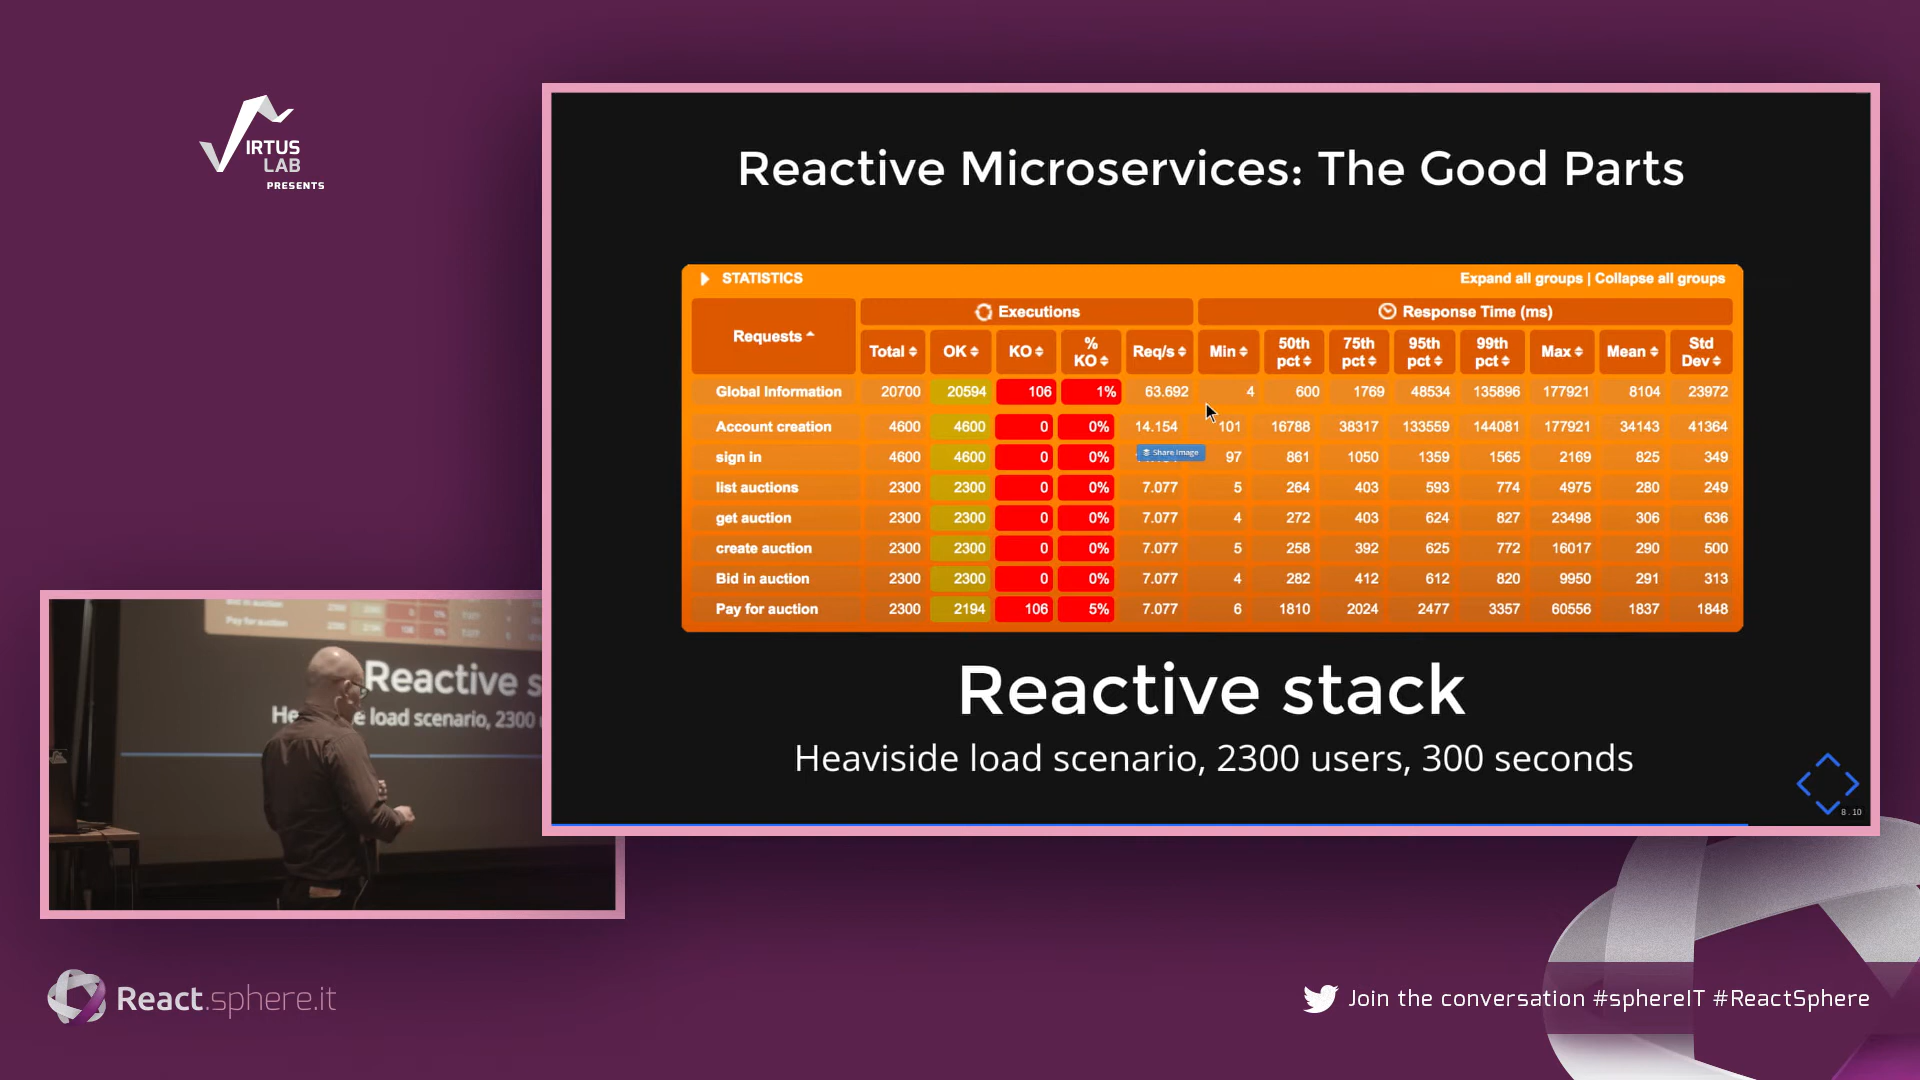 IRTUS
LAB
PRESENTS
Reactive Microservices: The Good Parts
STATISTICS
Expand all groups | Collapse all groups
Requests
Executions
Response Time (ms)
Total OK KO % KO Req/s Min 50th pct 75th pct 95th pct 99th pct Max Mean Std Dev
Global Information 20700 20594 106 1% 63.692 4 600 1769 48534 135896 177921 8104 23972
Account creation 4600 4600 0 0% 14.154 101 16788 38317 133559 144081 177921 34143 41364
sign in 4600 4600 0 0% 97 861 1050 1359 1565 2169 825 349
Share Image
list auctions 2300 2300 0 0% 7.077 5 264 403 593 774 4975 280 249
get auction 2300 2300 0 0% 7.077 4 272 403 624 827 23498 306 636
create auction 2300 2300 0 0% 7.077 5 258 392 625 772 16017 290 500
Bid in auction 2300 2300 0 0% 7.077 4 282 412 612 820 9950 291 313
Pay for auction 2300 2194 106 5% 7.077 6 1810 2024 2477 3357 60556 1837 1848
Reactive stack
Heaviside load scenario, 2300 users, 300 seconds
8.10
Pay for auction
Reactive s
He e load scenario, 2300
React.sphere.it
Join the conversation #sphereIT #ReactSphere